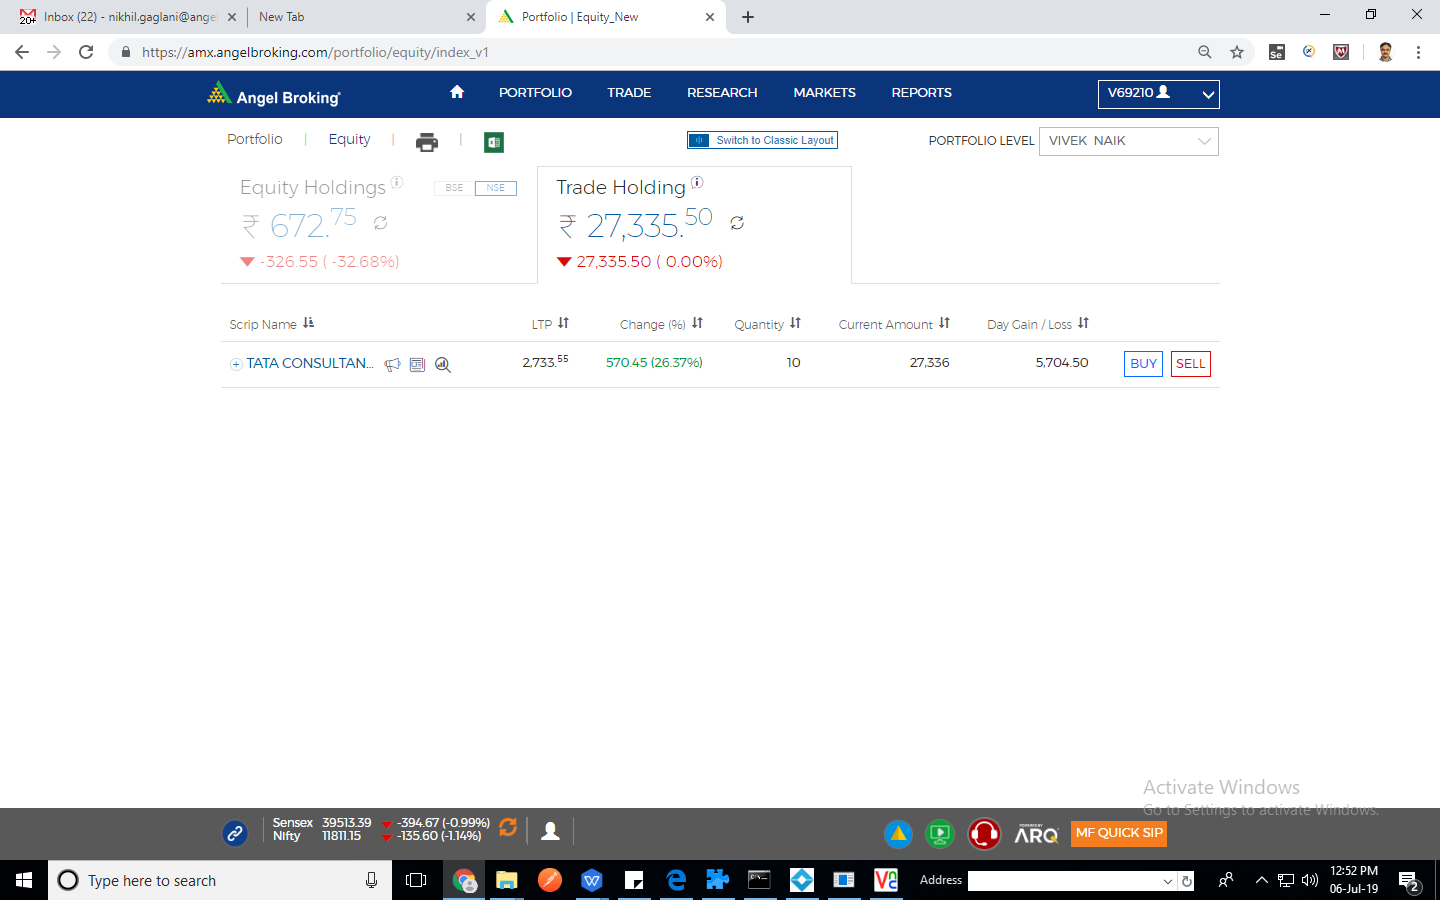 20+ Inbox (22) - nikhil.gaglani@ange
New Tab
Portfolio | Equity_New
https://amx.angelbroking.com/portfolio/equity/index_v1
Se
Angel Broking
PORTFOLIO TRADE RESEARCH MARKETS REPORTS
V69210
Portfolio | Equity | |
Switch to Classic Layout
PORTFOLIO LEVEL VIVEK NAIK
Equity Holdings i BSE NSE
₹ 672.75
-326.55 ( -32.68%)
Trade Holding i
₹ 27,335.50
27,335.50 ( 0.00%)
Scrip Name LTP Change (%) Quantity Current Amount Day Gain / Loss
TATA CONSULTAN... 2,733.55 570.45 (26.37%) 10 27,336 5,704.50 BUY SELL
Activate Windows
Go to Settings to activate Windows.
Sensex 39513.39 -394.67 (-0.99%)
Nifty 11811.15 -135.60 (-1.14%)
POWERED BY
ARQ
MF QUICK SIP
Type here to search
Address
12:52 PM
06-Jul-19
2